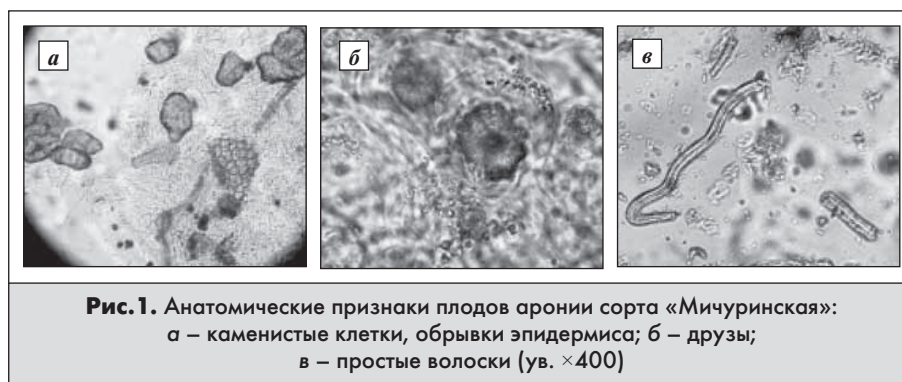 а
б
в
Рис.1. Анатомические признаки плодов аронии сорта «Мичуринская»:
а – каменистые клетки, обрывки эпидермиса; б – друзы;
в – простые волоски (ув. ×400)